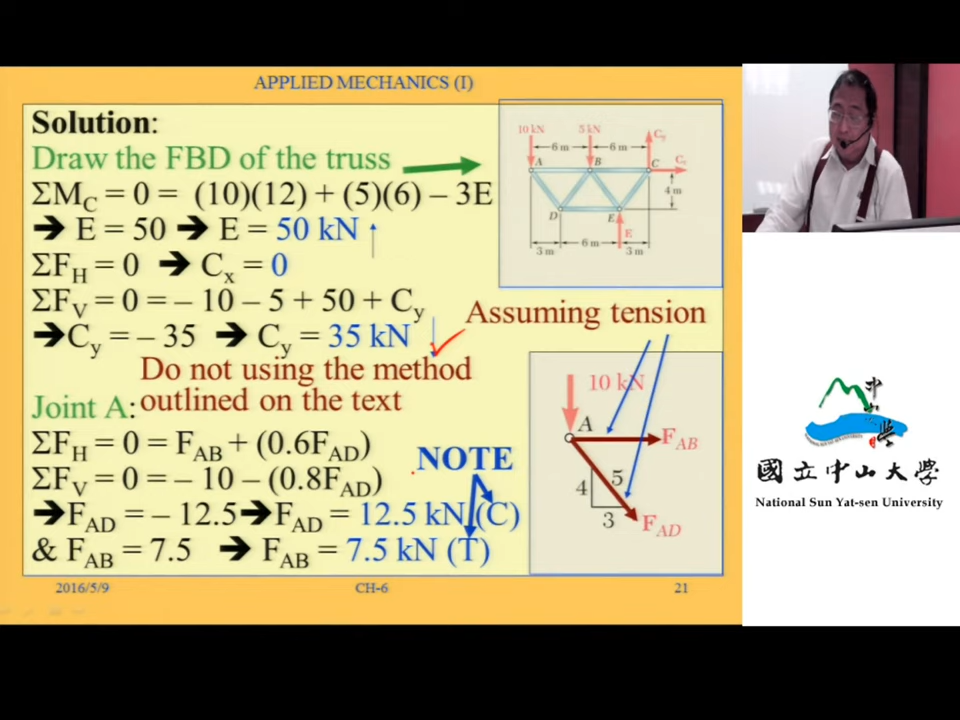 APPLIED MECHANICS (I)
Solution:
Draw the FBD of the truss
ΣM_C = 0 = (10)(12) + (5)(6) – 3E
➔ E = 50 ➔ E = 50 kN ↑
ΣF_H = 0 ➔ C_x = 0
ΣF_V = 0 = – 10 – 5 + 50 + C_y
➔C_y = – 35 ➔ C_y = 35 kN ↓
Assuming tension
Do not using the method
outlined on the text
Joint A:
ΣF_H = 0 = F_AB + (0.6F_AD)
ΣF_V = 0 = – 10 – (0.8F_AD)
NOTE
➔F_AD = – 12.5➔F_AD = 12.5 kN (C)
& F_AB = 7.5 ➔ F_AB = 7.5 kN (T)
10 kN 5 kN C_y
6 m 6 m
A B C C_x
4 m
D E
E
3 m 6 m 3 m
10 kN
A
F_AB
5
4
3
F_AD
2016/5/9 CH-6 21
中山大學
國立中山大學
National Sun Yat-sen University